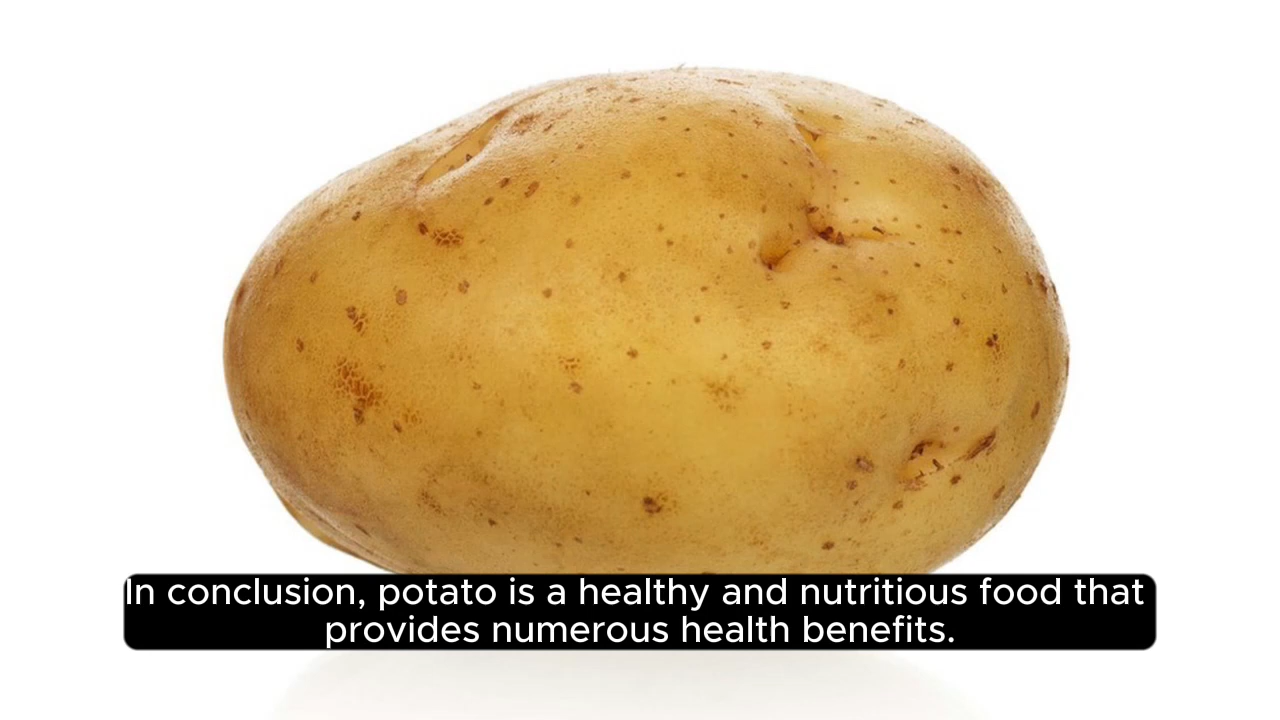 In conclusion, potato is a healthy and nutritious food that
provides numerous health benefits.